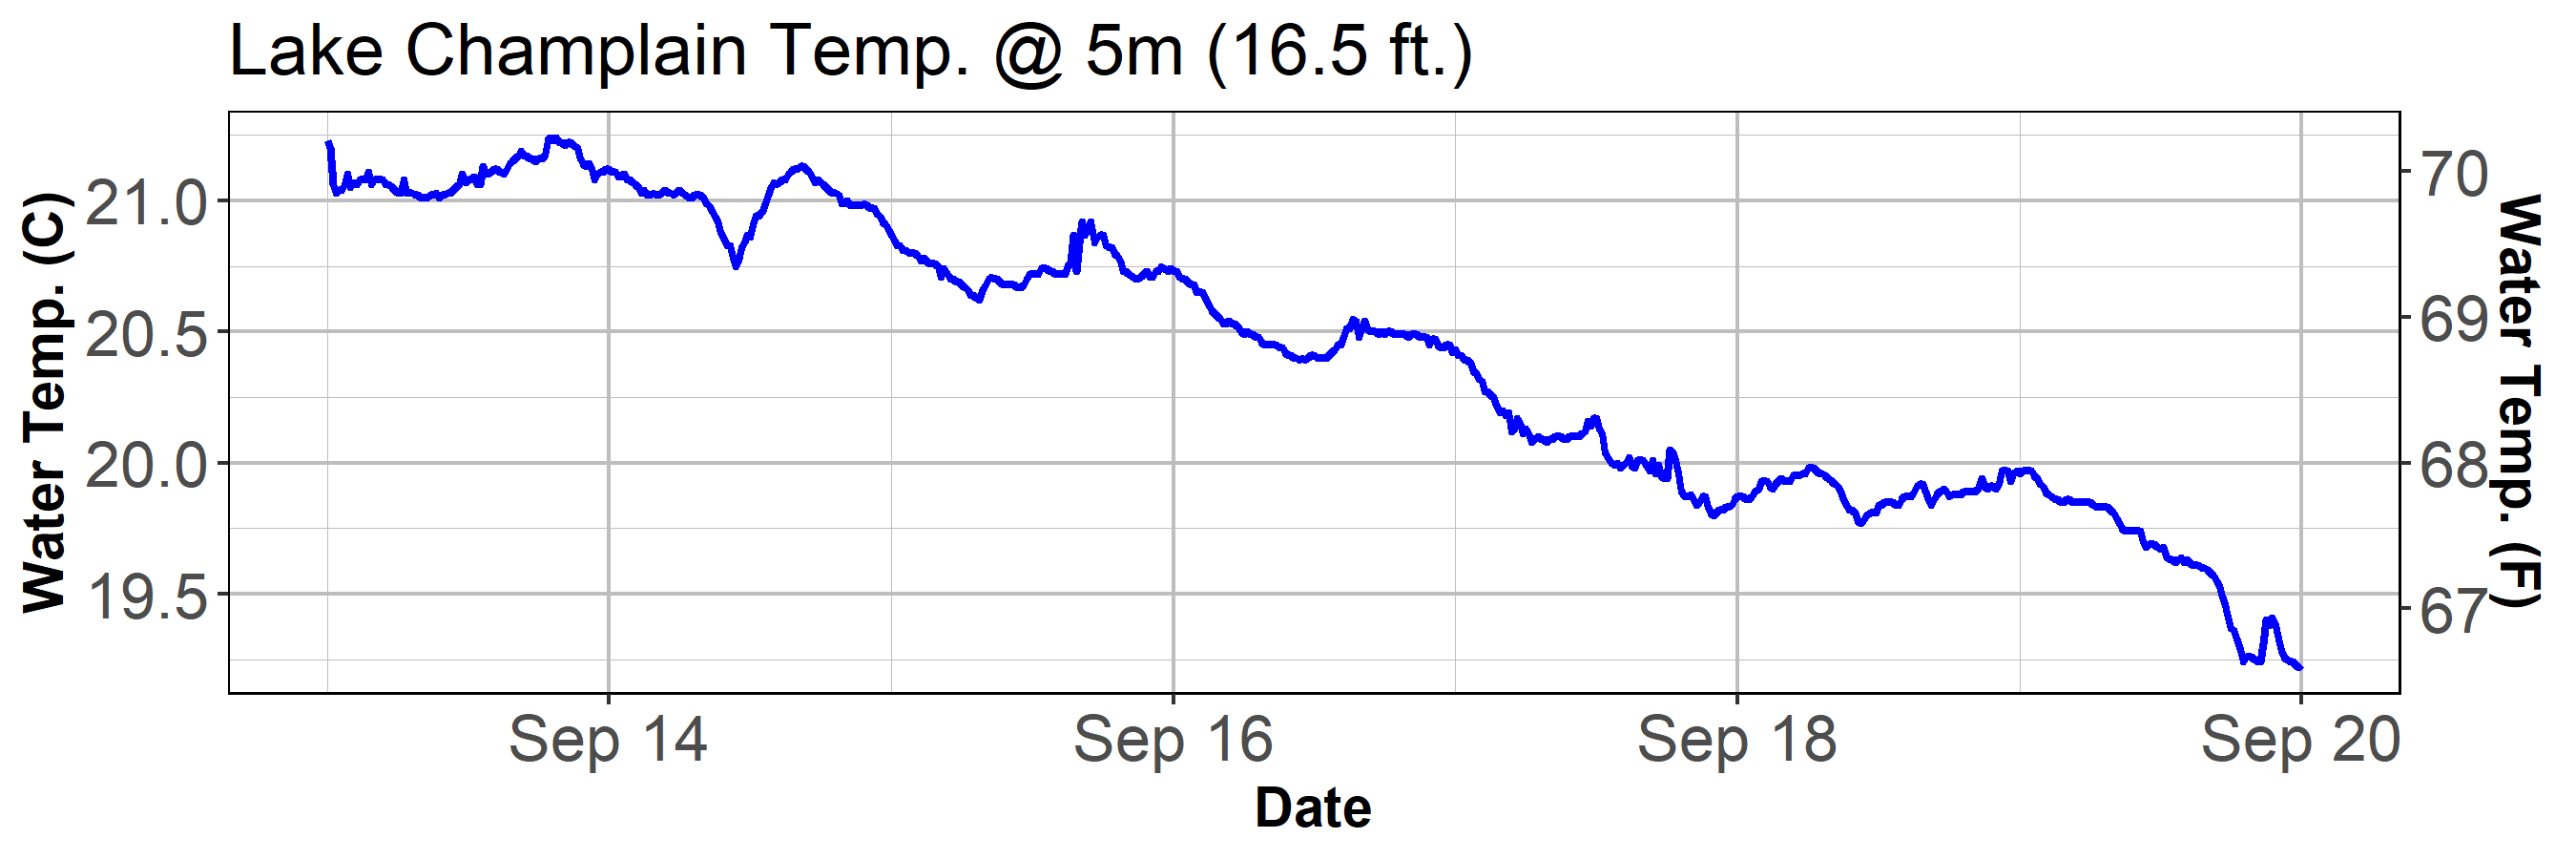 Lake Champlain Temp. @ 5m (16.5 ft.)
Water Temp. (C)
21.0
20.5
20.0
19.5
70
69
68
67
Water Temp. (F)
Sep 14 Sep 16 Sep 18 Sep 20
Date